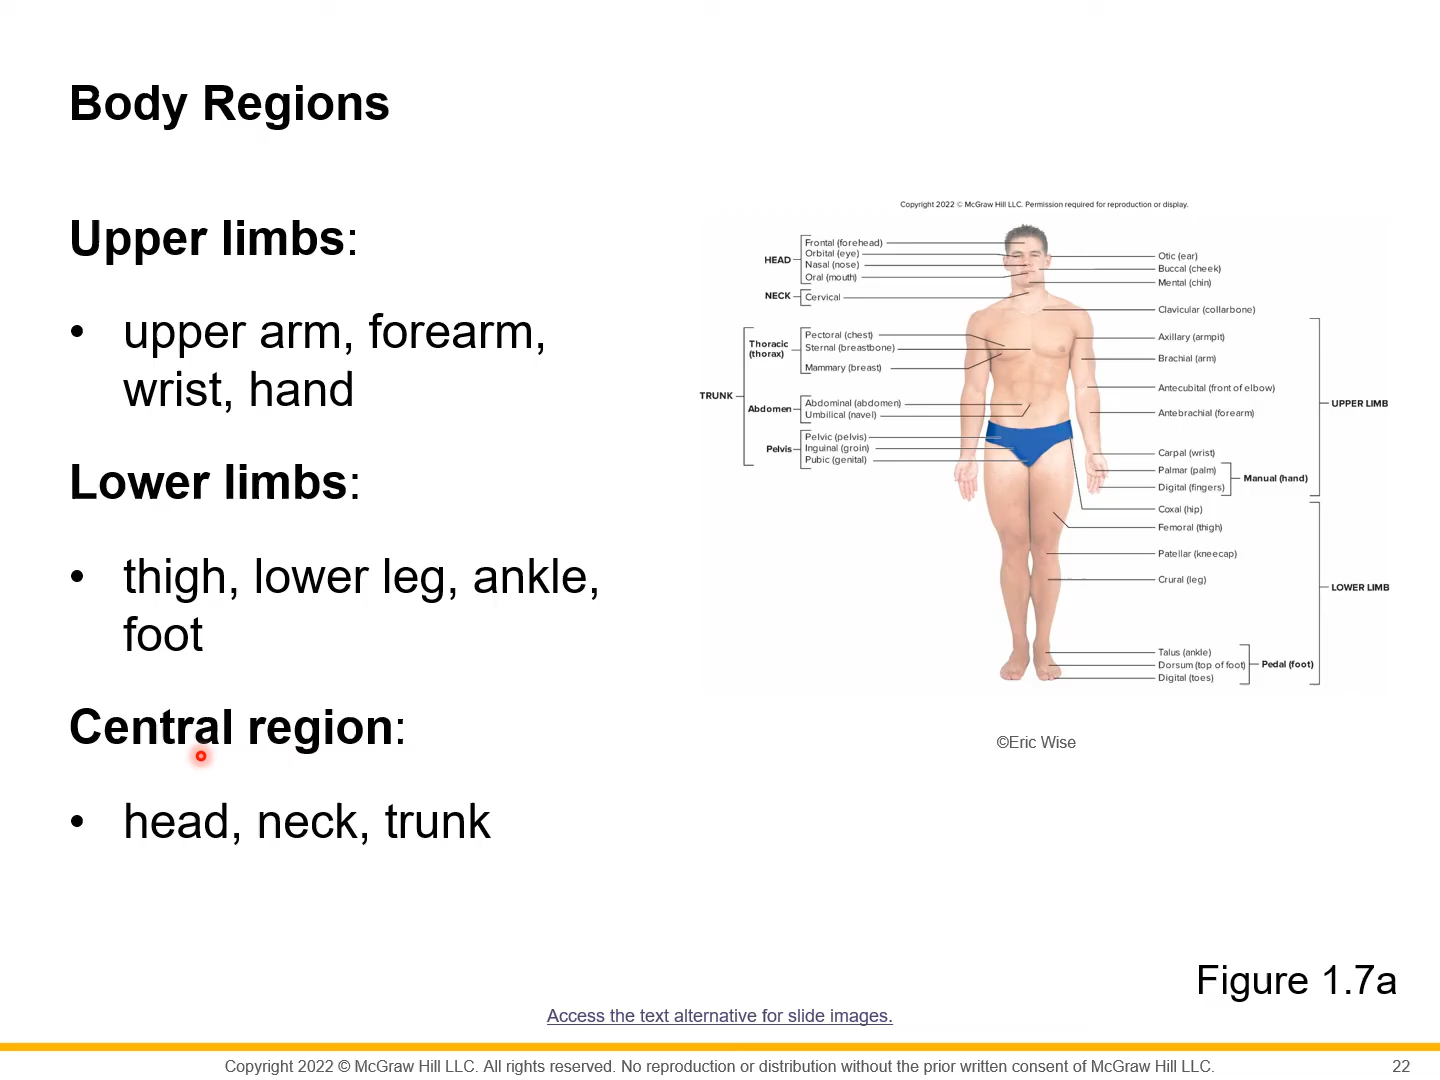 Body Regions
Upper limbs:
• upper arm, forearm,
wrist, hand
Lower limbs:
• thigh, lower leg, ankle,
foot
Central region:
• head, neck, trunk
Copyright 2022 © McGraw Hill LLC. Permission required for reproduction or display.
HEAD
Frontal (forehead)
Orbital (eye)
Nasal (nose)
Oral (mouth)
NECK
Cervical
TRUNK
Thoracic
(thorax)
Pectoral (chest)
Sternal (breastbone)
Mammary (breast)
Abdomen
Abdominal (abdomen)
Umbilical (navel)
Pelvis
Pelvic (pelvis)
Inguinal (groin)
Pubic (genital)
Otic (ear)
Buccal (cheek)
Mental (chin)
Clavicular (collarbone)
Axillary (armpit)
Brachial (arm)
Antecubital (front of elbow)
Antebrachial (forearm)
Carpal (wrist)
Palmar (palm)
Digital (fingers)
Manual (hand)
UPPER LIMB
Coxal (hip)
Femoral (thigh)
Patellar (kneecap)
Crural (leg)
Talus (ankle)
Dorsum (top of foot)
Digital (toes)
Pedal (foot)
LOWER LIMB
©Eric Wise
Figure 1.7a
Access the text alternative for slide images.
Copyright 2022 © McGraw Hill LLC. All rights reserved. No reproduction or distribution without the prior written consent of McGraw Hill LLC.
22